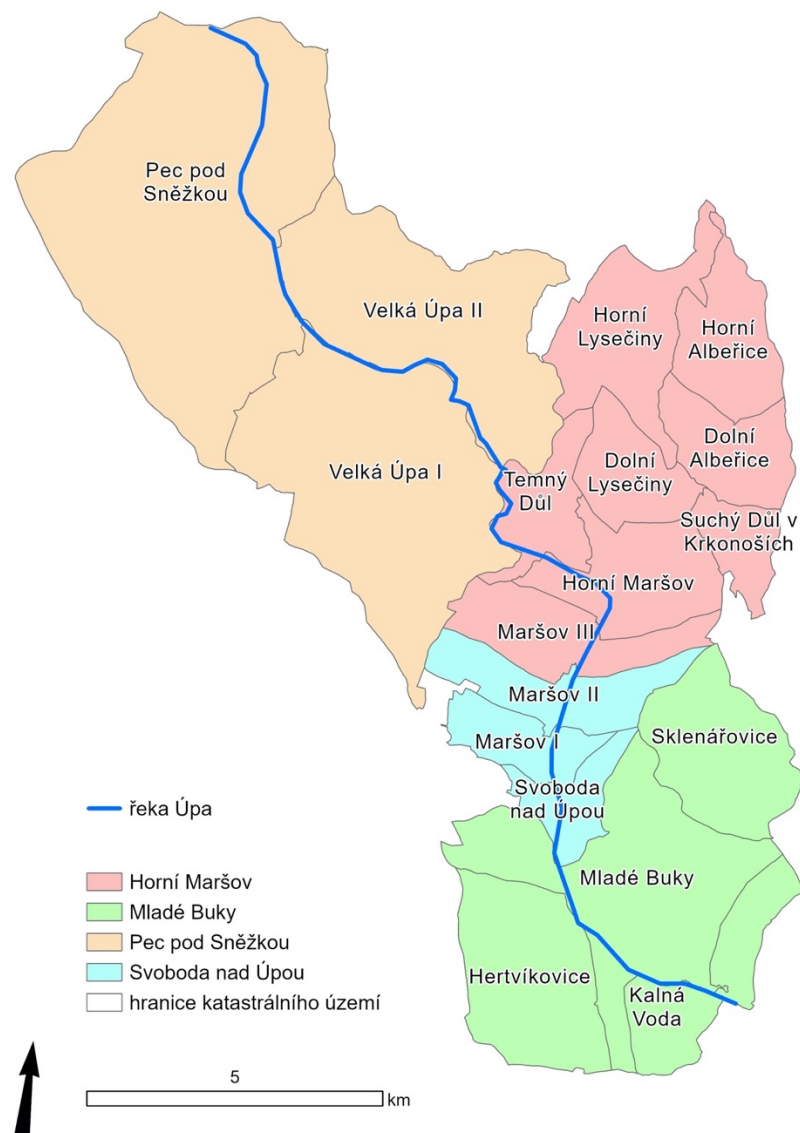 Pec pod
Sněžkou
Velká Úpa II
Horní
Lysečiny
Horní
Albeřice
Velká Úpa I
Temný
Důl
Dolní
Lysečiny
Dolní
Albeřice
Suchý Důl v
Krkonoších
Horní Maršov
Maršov III
Maršov II
Maršov I
Sklenářovice
Svoboda
nad Úpou
Mladé Buky
Hertvíkovice
Kalná
Voda
řeka Úpa
Horní Maršov
Mladé Buky
Pec pod Sněžkou
Svoboda nad Úpou
hranice katastrálního území
5
km